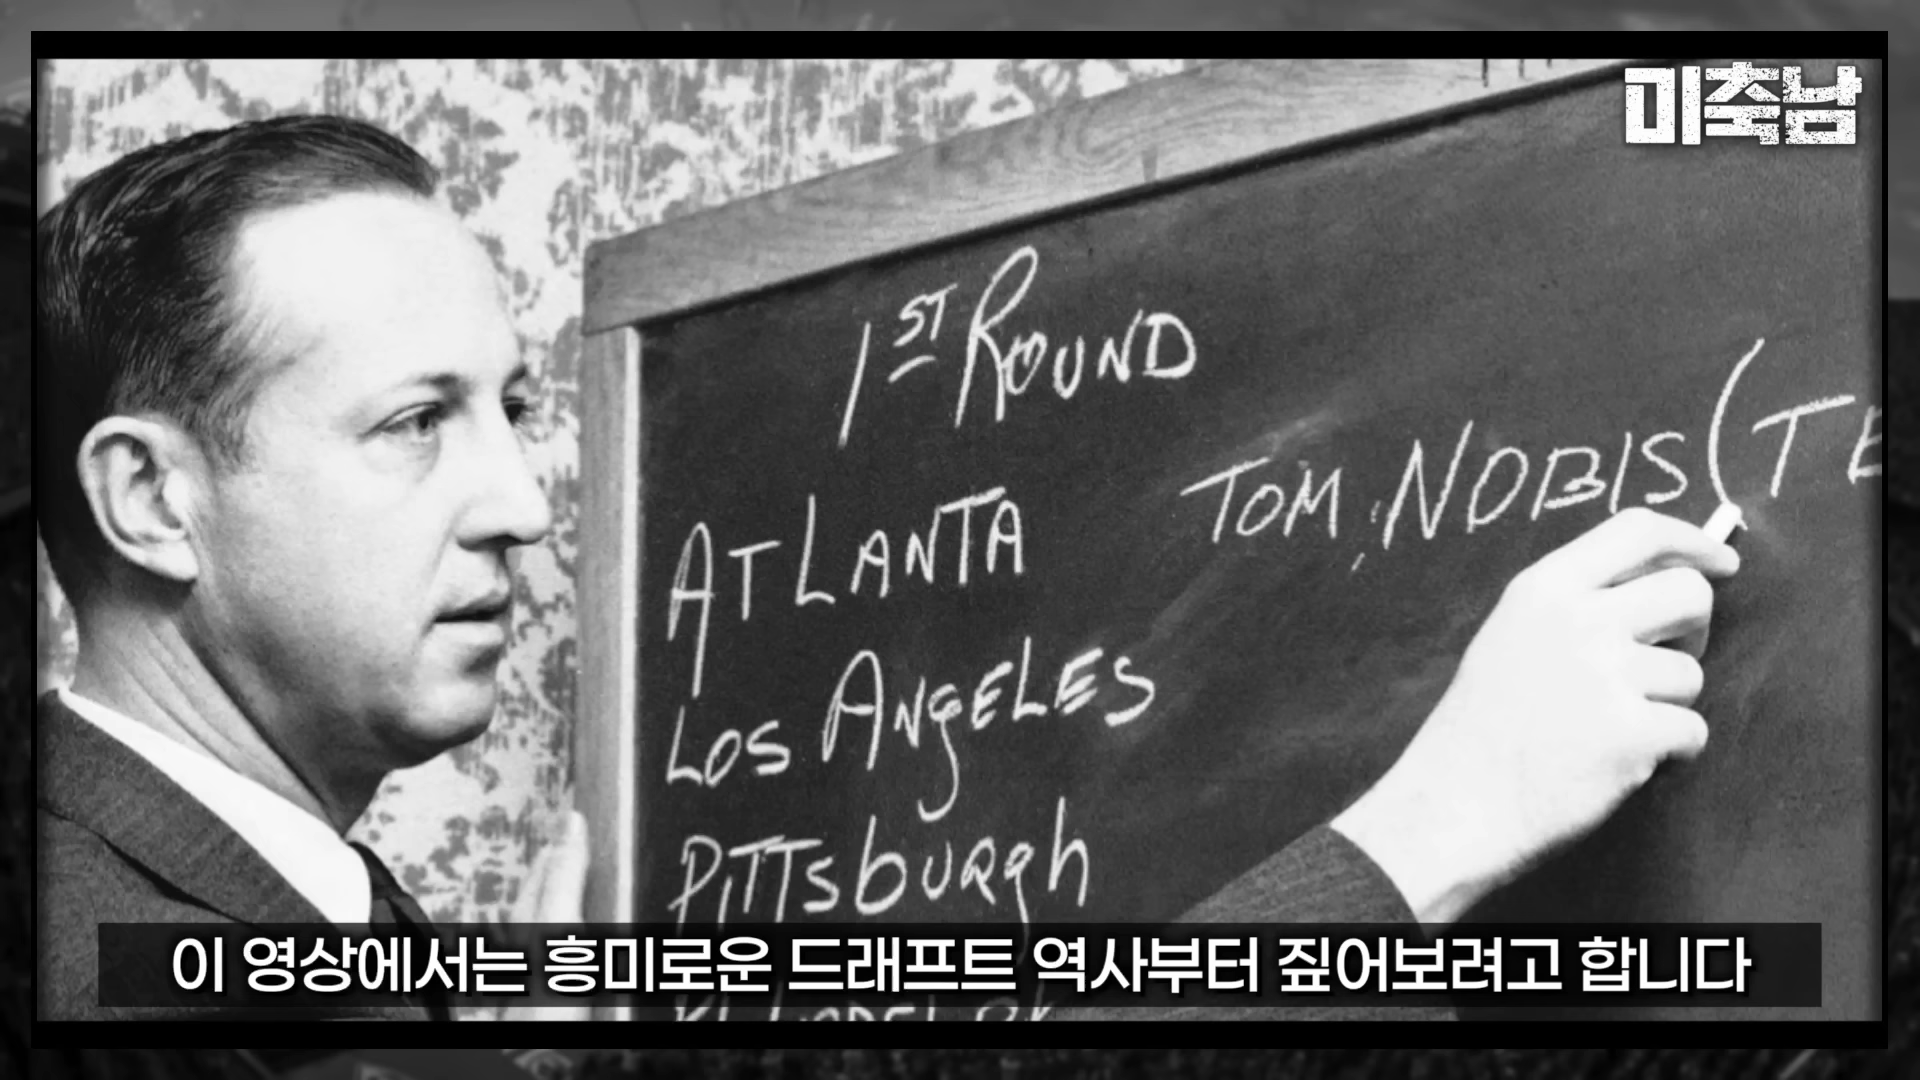 미축남
1ST ROUND
ATLANTA TOM NOBIS (TE
LOS ANGELES
PITTSBURGH
이 영상에서는 흥미로운 드래프트 역사부터 짚어보려고 합니다